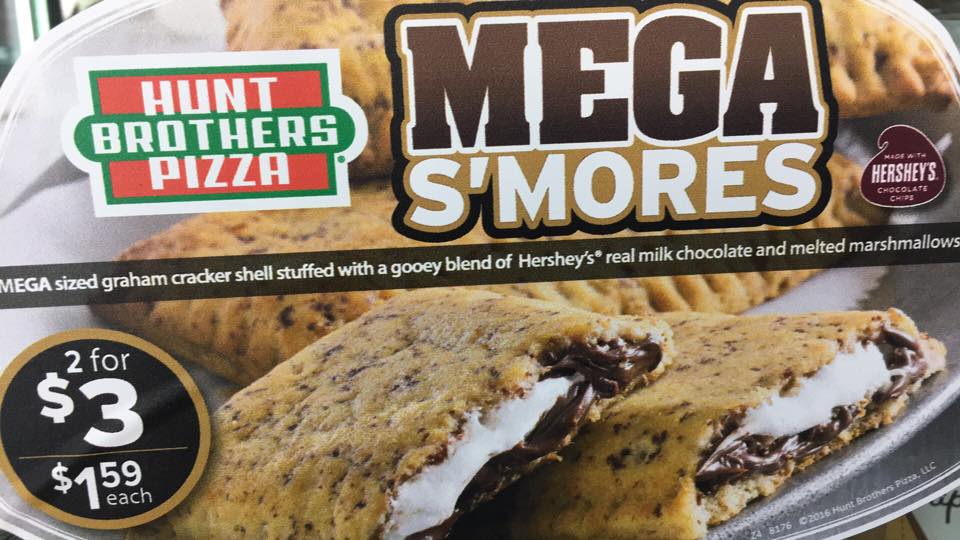 HUNT
BROTHERS
PIZZA
MEGA
S'MORES
MADE WITH
HERSHEY'S
CHOCOLATE
CHIPS
MEGA sized graham cracker shell stuffed with a gooey blend of Hershey's® real milk chocolate and melted marshmallows
2 for
$3
$1 59
each
24 8176 ©2016 Hunt Brothers Pizza, LLC